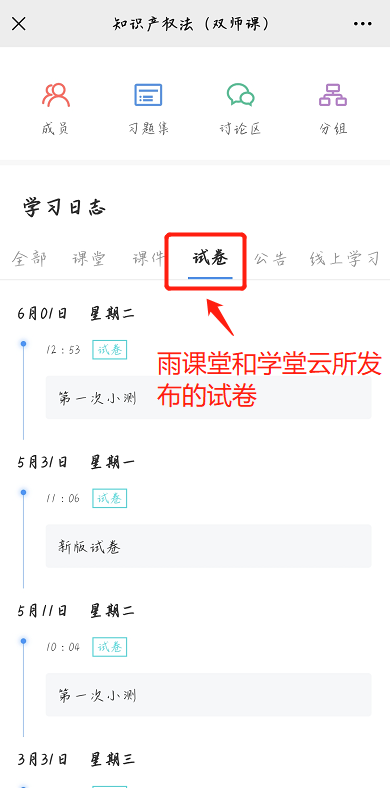 知识产权法（双师课）
成员 习题集 讨论区 分组
学习日志
全部 课堂 课件 试卷 公告 线上学习
6月01日 星期二
12:53 试卷
雨课堂和学堂云所发
布的试卷
第一次小测
5月31日 星期一
11:06 试卷
新版试卷
5月11日 星期二
10:04 试卷
第一次小测
3月31日 星期三